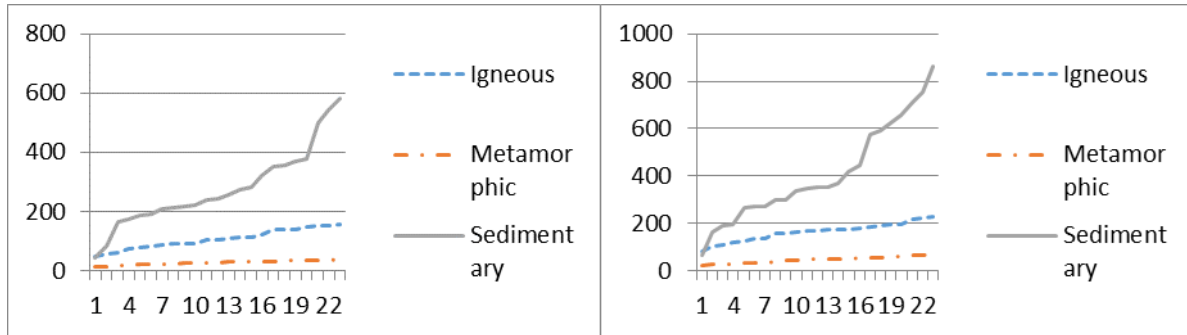 800
600
400
200
0
1 4 7 10 13 16 19 22
Igneous
Metamor
phic
Sediment
ary
1000
800
600
400
200
0
1 4 7 10 13 16 19 22
Igneous
Metamor
phic
Sediment
ary